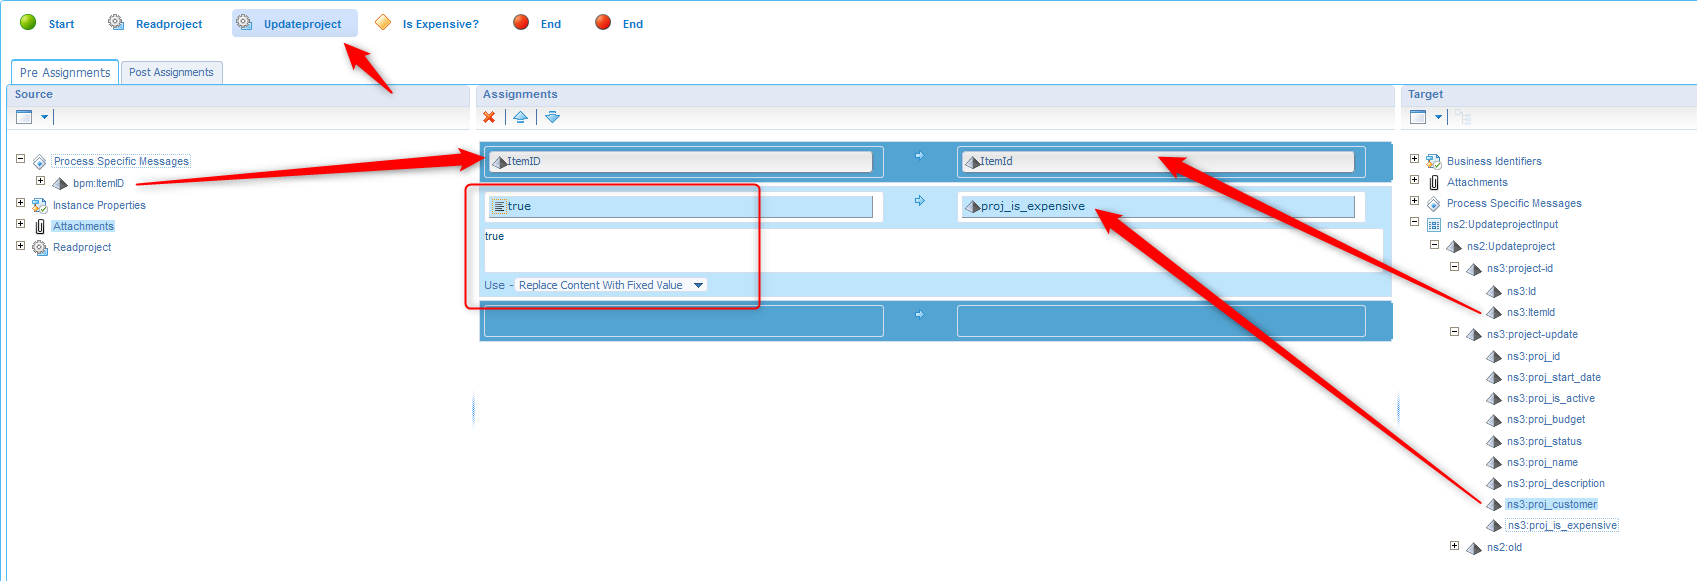 Start Readproject Updateproject Is Expensive? End End
Pre Assignments Post Assignments
Source
Process Specific Messages
bpm:ItemID
Instance Properties
Attachments
Readproject
Assignments
ItemID ItemId
true proj_is_expensive
true
Use - Replace Content With Fixed Value
Target
Business Identifiers
Attachments
Process Specific Messages
ns2:UpdateprojectInput
ns2:Updateproject
ns3:project-id
ns3:Id
ns3:ItemId
ns3:project-update
ns3:proj_id
ns3:proj_start_date
ns3:proj_is_active
ns3:proj_budget
ns3:proj_status
ns3:proj_name
ns3:proj_description
ns3:proj_customer
ns3:proj_is_expensive
ns2:old